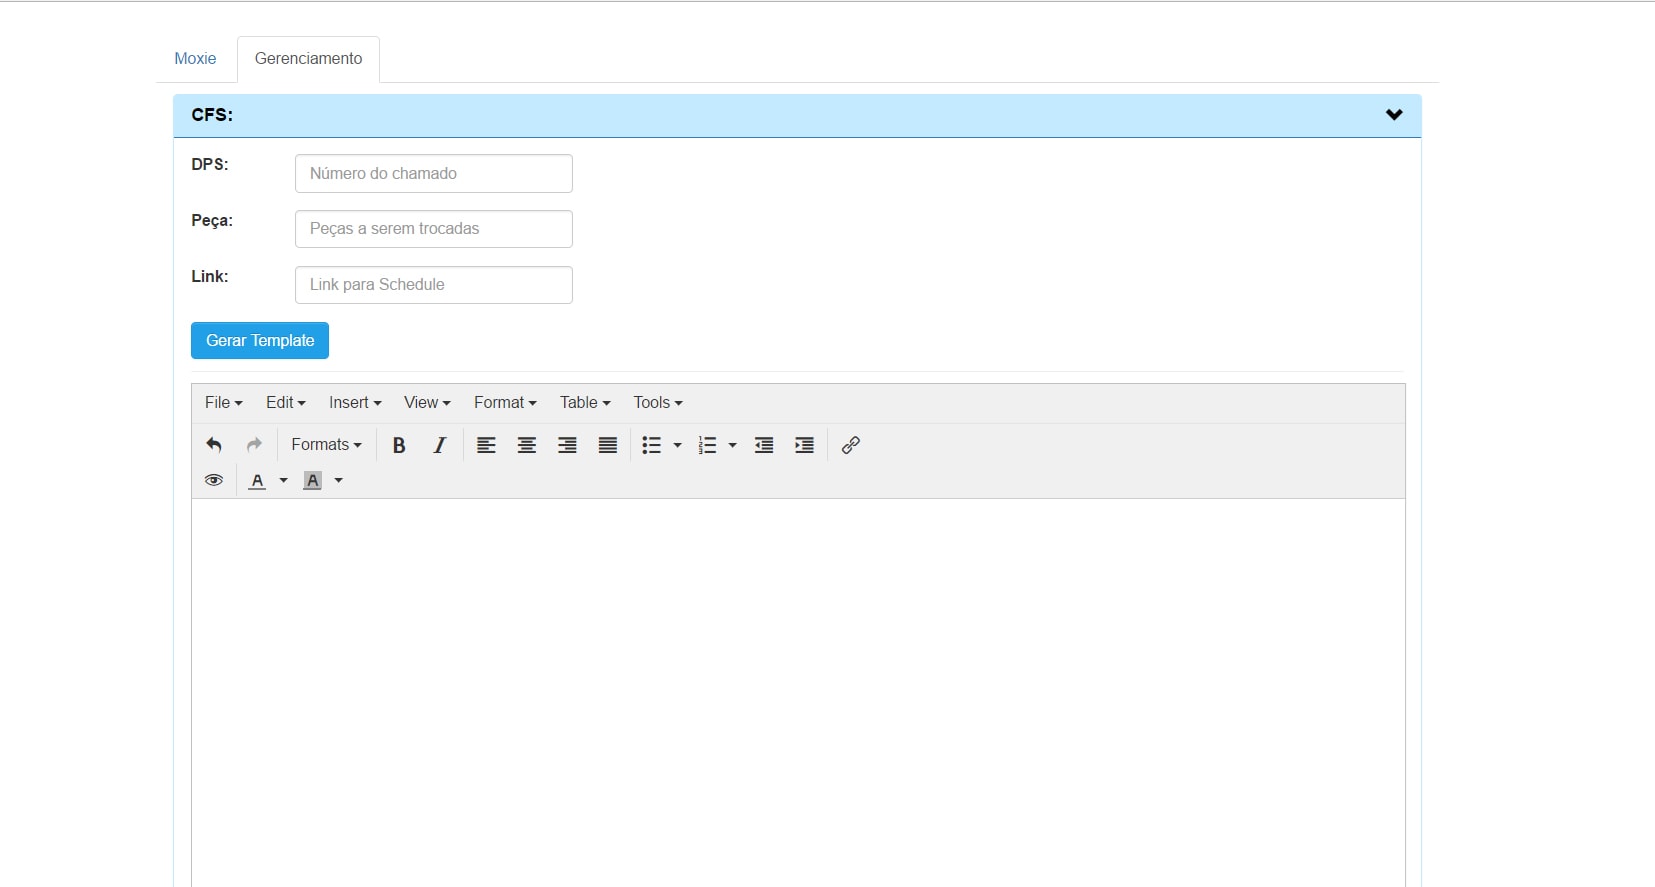 Moxie Gerenciamento
CFS:
DPS: Número do chamado
Peça: Peças a serem trocadas
Link: Link para Schedule
Gerar Template
File Edit Insert View Format Table Tools
Formats B I
A A